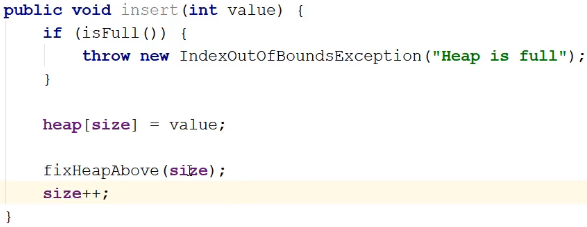 public void insert(int value) {
    if (isFull()) {
        throw new IndexOutOfBoundsException("Heap is full");
    }
    heap[size] = value;
    fixHeapAbove(size);
    size++;
}